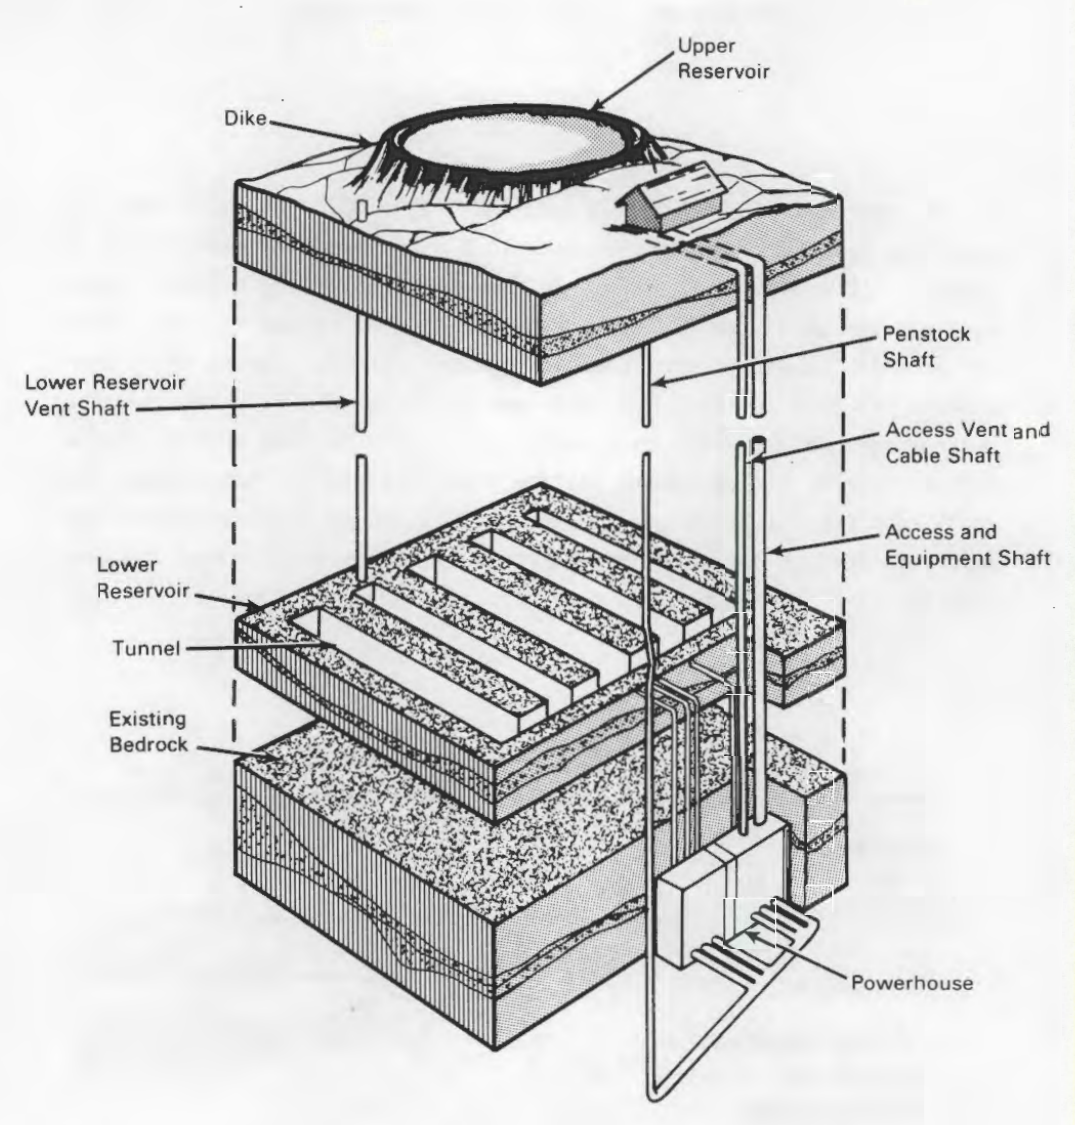 Upper
Reservoir
Dike
Penstock
Shaft
Lower Reservoir
Vent Shaft
Access Vent and
Cable Shaft
Access and
Equipment Shaft
Lower
Reservoir
Tunnel
Existing
Bedrock
Powerhouse